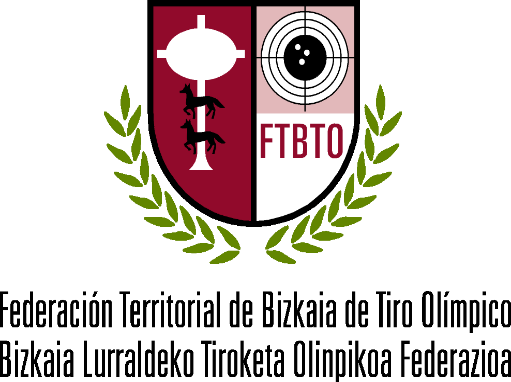 FTBTO
Federación Territorial de Bizkaia de Tiro Olímpico
Bizkaia Lurraldeko Tiroketa Olinpikoa Federazioa